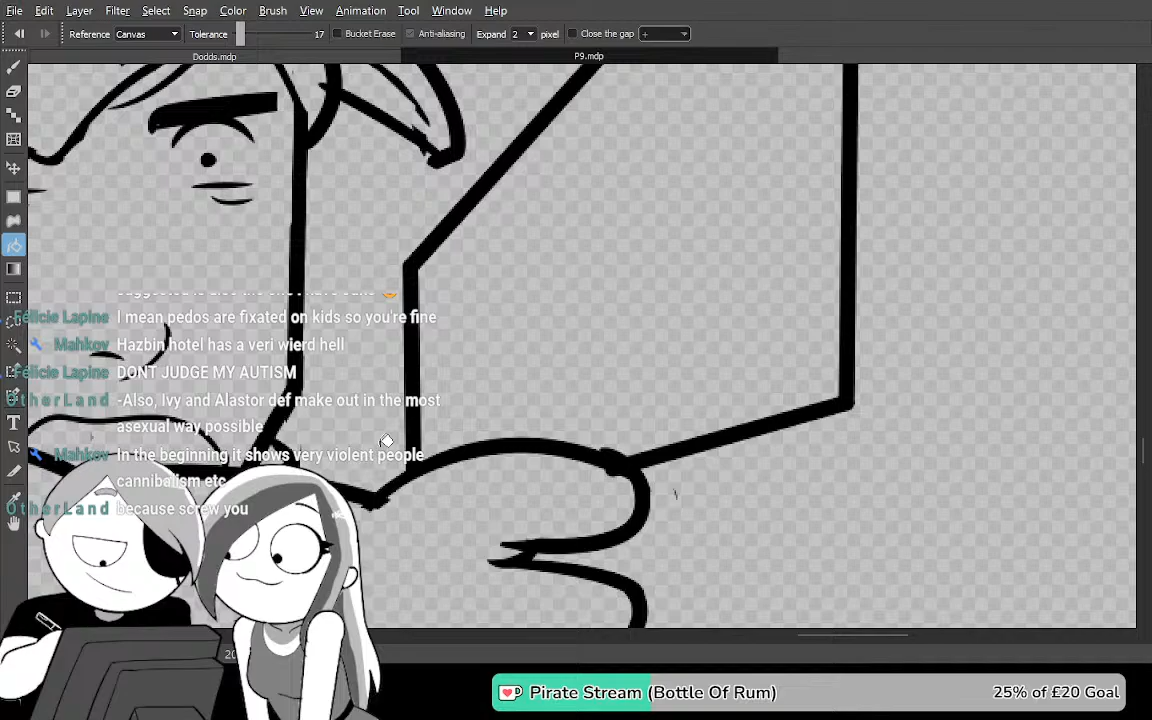 File Edit Layer Filter Select Snap Color Brush View Animation Tool Window Help
Reference Canvas Tolerance 17 Bucket Erase Anti-aliasing Expand 2 pixel Close the gap +
Dodds.mdp P9.mdp
Félicie Lapine I mean pedos are fixated on kids so you're fine
Mahkov Hazbin hotel has a veri wierd hell
Félicie Lapine DONT JUDGE MY AUTISM
OtherLand -Also, Ivy and Alastor def make out in the most
asexual way possible
Mahkov In the beginning it shows very violent people
cannibalism etc
OtherLand because screw you
Pirate Stream (Bottle Of Rum) 25% of £20 Goal